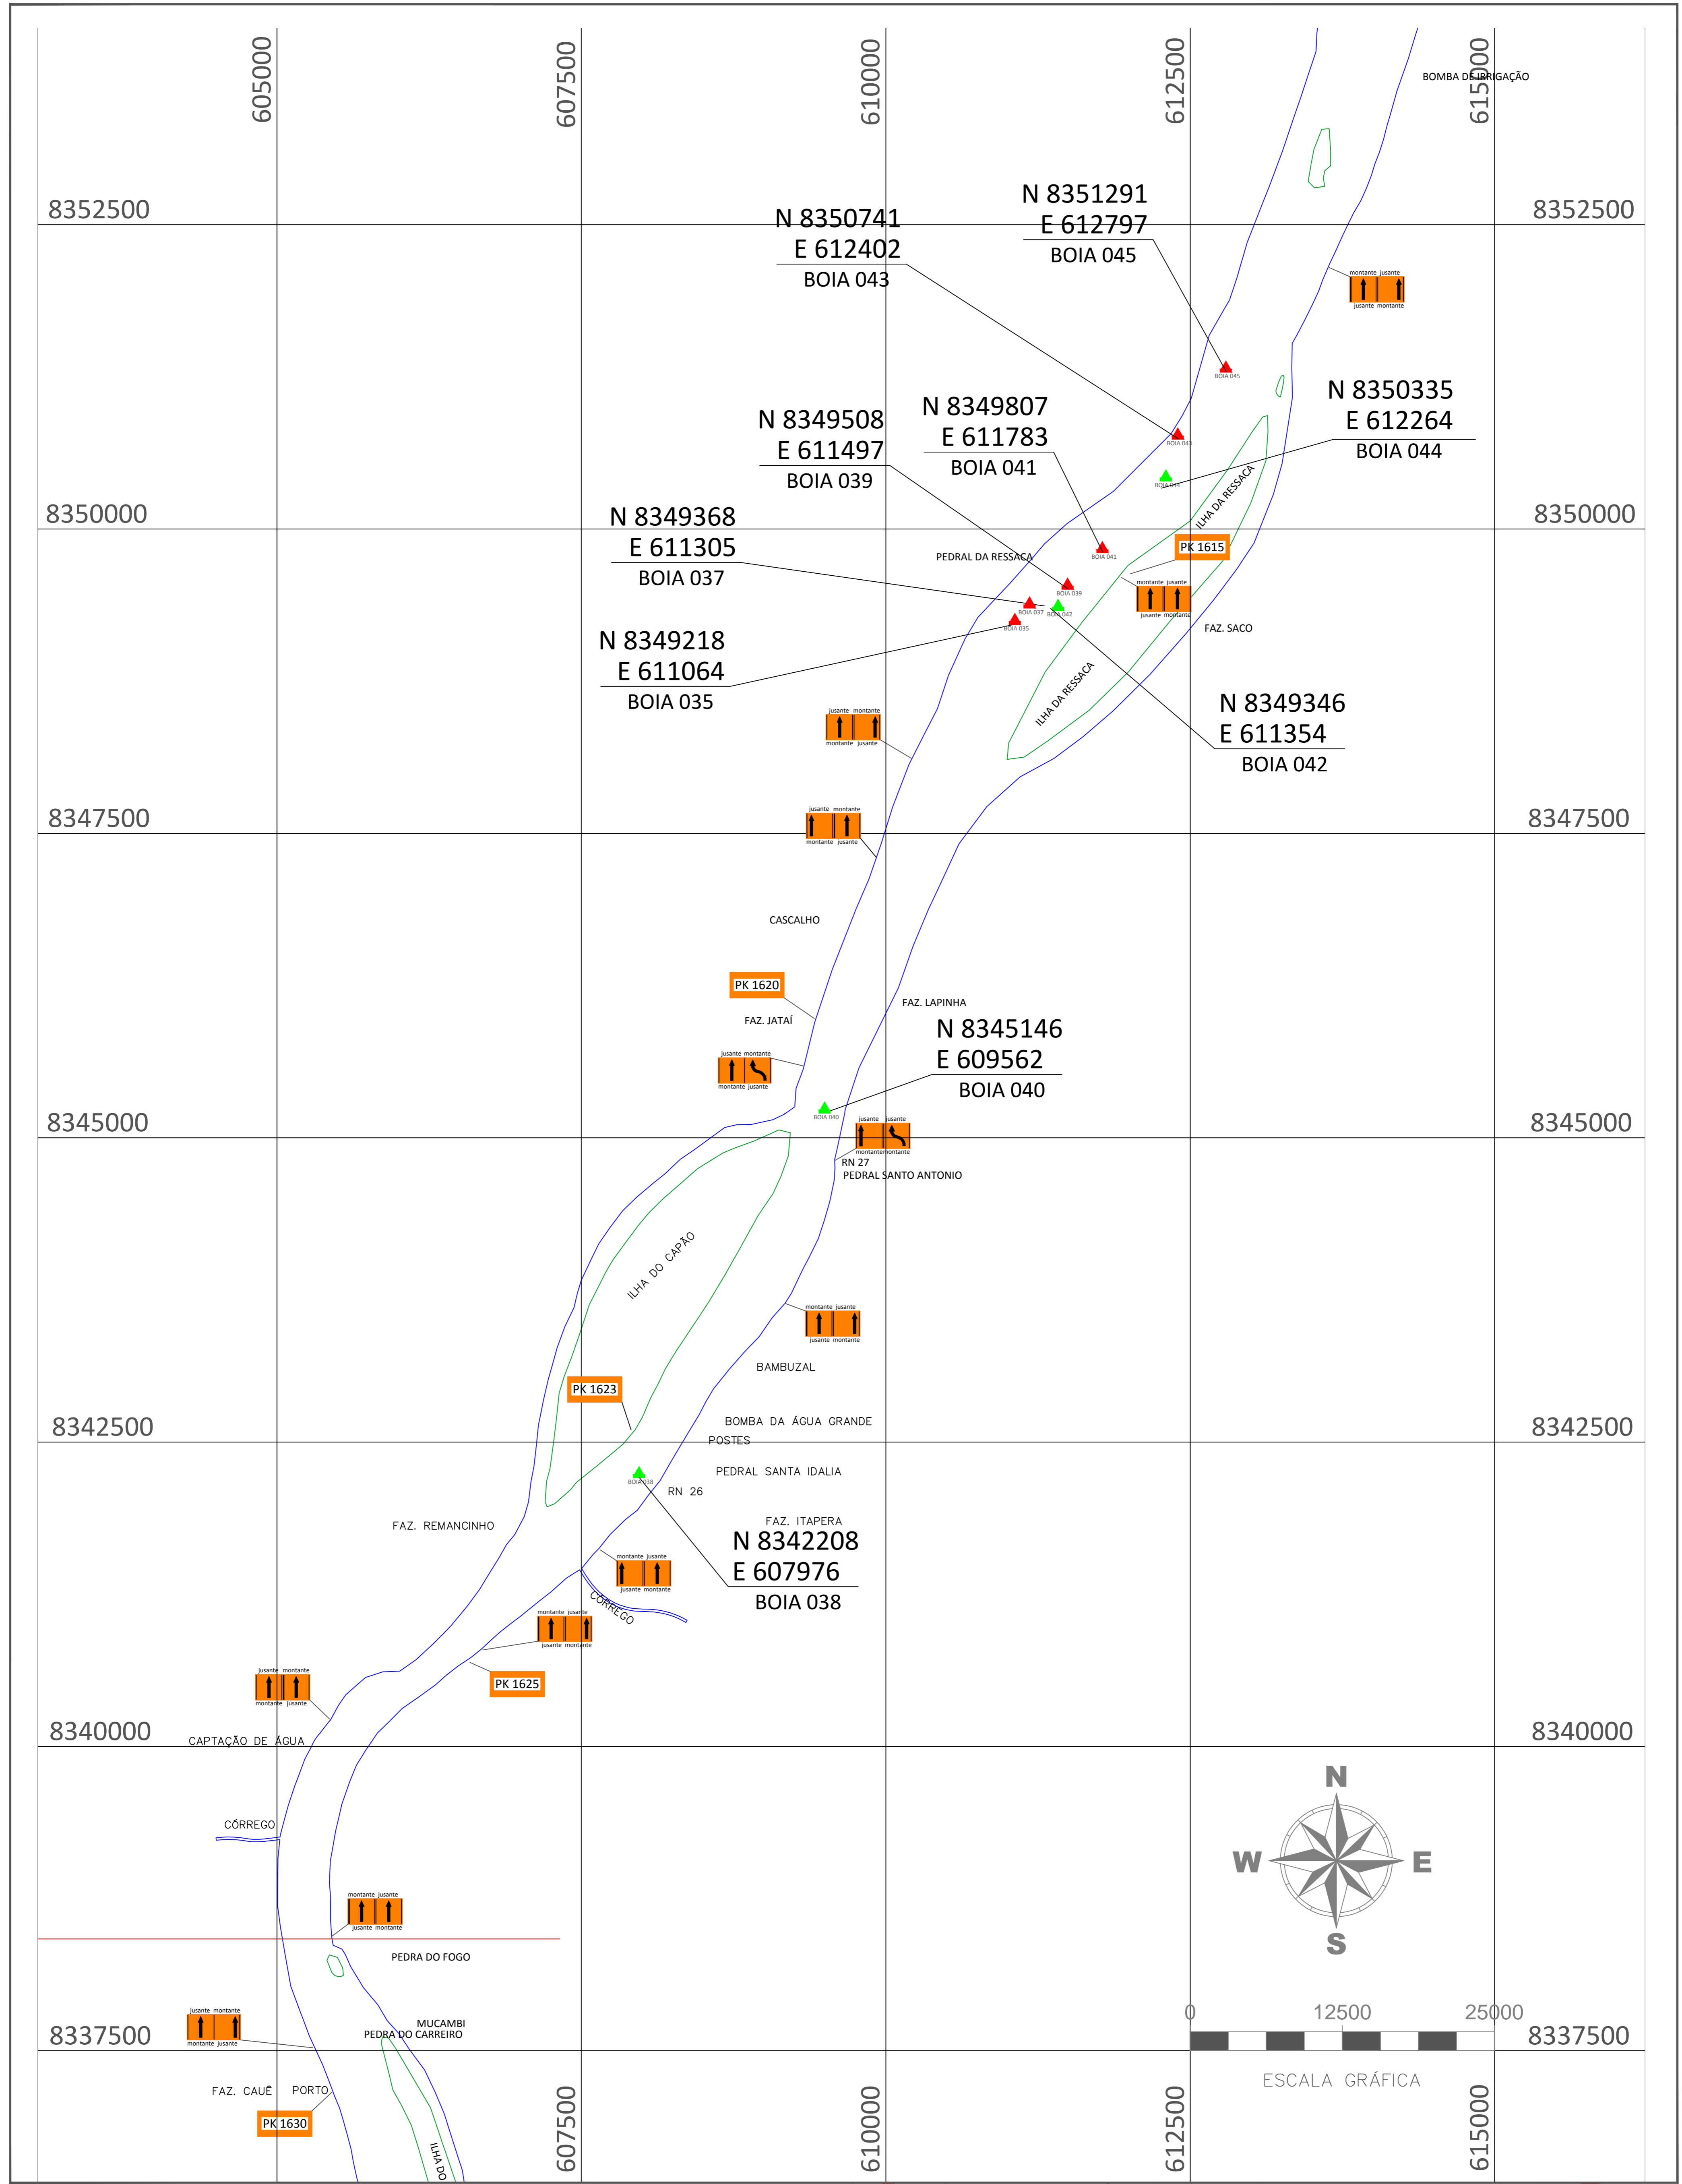 605000
607500
610000
612500
615000
BOMBA DE IRRIGAÇÃO
N 8351291
E 612797
BOIA 045
8352500
8352500
N 8350741
E 612402
BOIA 043
montante jusante
jusante montante
BOIA 045
N 8350335
E 612264
BOIA 044
N 8349807
E 611783
BOIA 041
N 8349508
E 611497
BOIA 039
BOIA 043
BOIA 044
ILHA DA RESSACA
8350000
8350000
N 8349368
E 611305
BOIA 037
PEDRAL DA RESSACA
BOIA 041
PK 1615
montante jusante
jusante montante
BOIA 039
BOIA 037
BOIA 042
BOIA 035
FAZ. SACO
N 8349218
E 611064
BOIA 035
ILHA DA RESSACA
N 8349346
E 611354
BOIA 042
jusante montante
montante jusante
8347500
8347500
jusante montante
montante jusante
CASCALHO
PK 1620
FAZ. LAPINHA
FAZ. JATAÍ
N 8345146
E 609562
BOIA 040
jusante montante
montante jusante
BOIA 040
8345000
8345000
jusante jusante
montante montante
RN 27
PEDRAL SANTO ANTONIO
ILHA DO CAPÃO
montante jusante
jusante montante
BAMBUZAL
PK 1623
BOMBA DA ÁGUA GRANDE
8342500
8342500
POSTES
PEDRAL SANTA IDALIA
BOIA 038
RN 26
FAZ. REMANCINHO
FAZ. ITAPERA
N 8342208
E 607976
BOIA 038
montante jusante
jusante montante
CÓRREGO
montante jusante
jusante montante
PK 1625
jusante montante
montante jusante
8340000
8340000
CAPTAÇÃO DE ÁGUA
N
W
E
S
CÓRREGO
montante jusante
jusante montante
PEDRA DO FOGO
jusante montante
montante jusante
MUCAMBI
PEDRA DO CARREIRO
8337500
8337500
0
12500
25000
ESCALA GRÁFICA
FAZ. CAUÊ
PORTO
PK 1630
ILHA DO
607500
610000
612500
615000